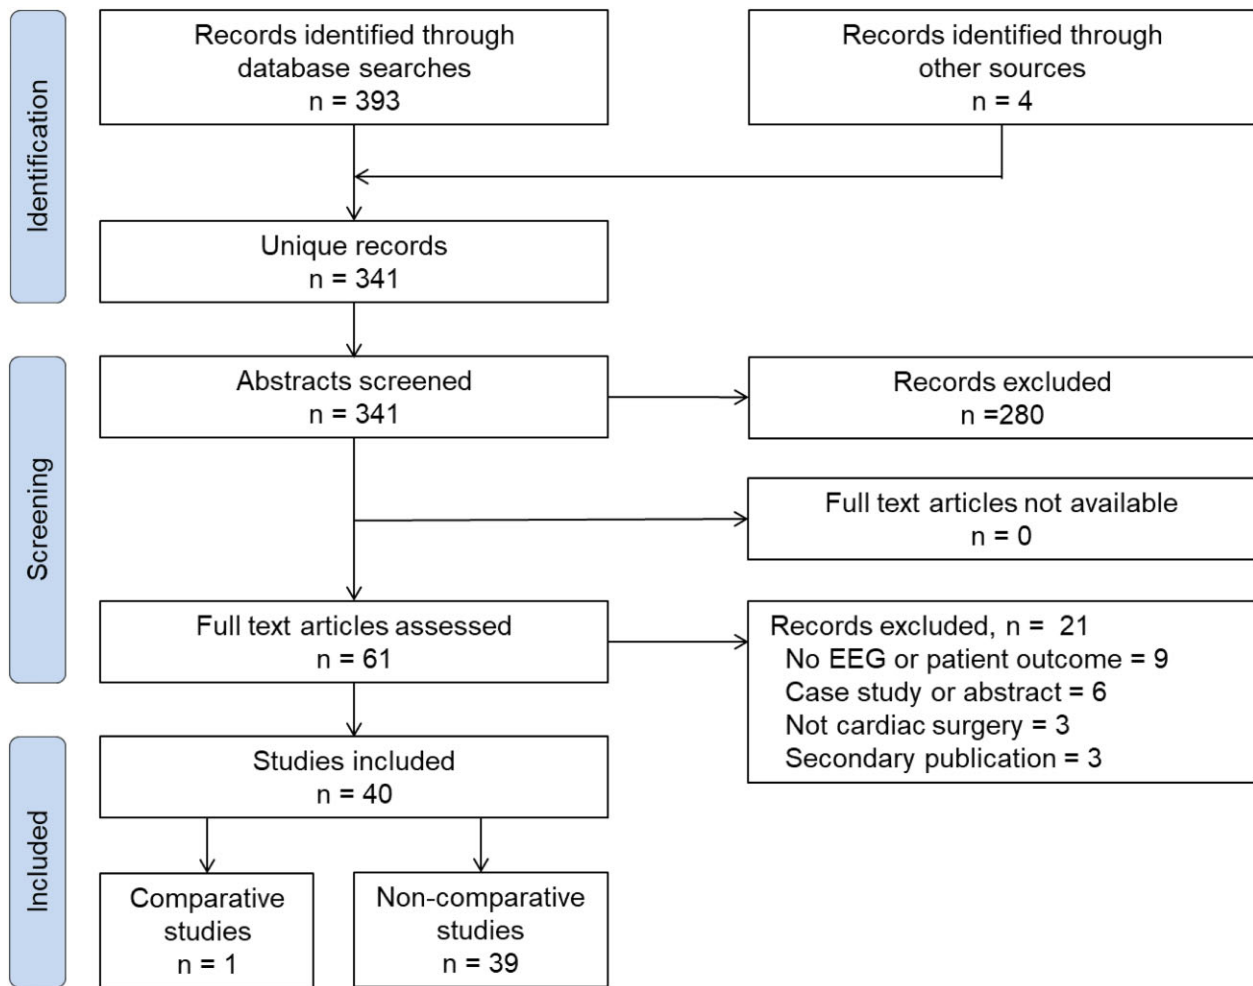 Identification
Records identified through
database searches
n = 393
Records identified through
other sources
n = 4
Unique records
n = 341
Screening
Abstracts screened
n = 341
Records excluded
n =280
Full text articles not available
n = 0
Full text articles assessed
n = 61
Records excluded, n = 21
No EEG or patient outcome = 9
Case study or abstract = 6
Not cardiac surgery = 3
Secondary publication = 3
Included
Studies included
n = 40
Comparative
studies
n = 1
Non-comparative
studies
n = 39